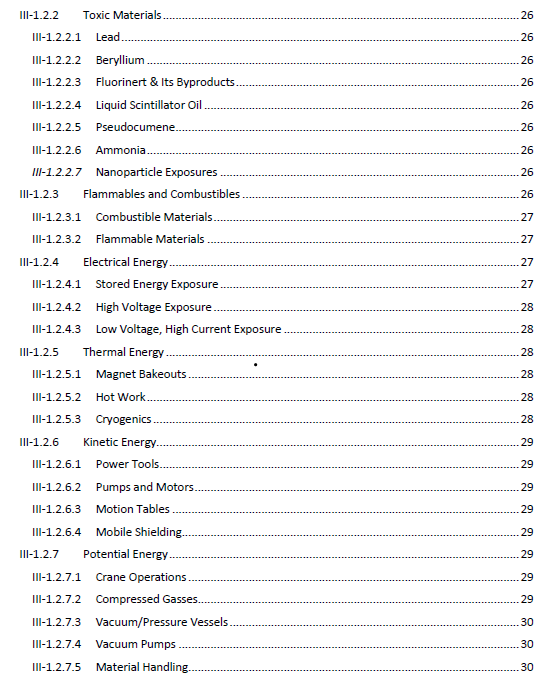 III-1.2.2 Toxic Materials 26
III-1.2.2.1 Lead 26
III-1.2.2.2 Beryllium 26
III-1.2.2.3 Fluorinert & Its Byproducts 26
III-1.2.2.4 Liquid Scintillator Oil 26
III-1.2.2.5 Pseudocumene 26
III-1.2.2.6 Ammonia 26
III-1.2.2.7 Nanoparticle Exposures 26
III-1.2.3 Flammables and Combustibles 26
III-1.2.3.1 Combustible Materials 27
III-1.2.3.2 Flammable Materials 27
III-1.2.4 Electrical Energy 27
III-1.2.4.1 Stored Energy Exposure 27
III-1.2.4.2 High Voltage Exposure 28
III-1.2.4.3 Low Voltage, High Current Exposure 28
III-1.2.5 Thermal Energy 28
III-1.2.5.1 Magnet Bakeouts 28
III-1.2.5.2 Hot Work 28
III-1.2.5.3 Cryogenics 28
III-1.2.6 Kinetic Energy 29
III-1.2.6.1 Power Tools 29
III-1.2.6.2 Pumps and Motors 29
III-1.2.6.3 Motion Tables 29
III-1.2.6.4 Mobile Shielding 29
III-1.2.7 Potential Energy 29
III-1.2.7.1 Crane Operations 29
III-1.2.7.2 Compressed Gasses 29
III-1.2.7.3 Vacuum/Pressure Vessels 30
III-1.2.7.4 Vacuum Pumps 30
III-1.2.7.5 Material Handling 30